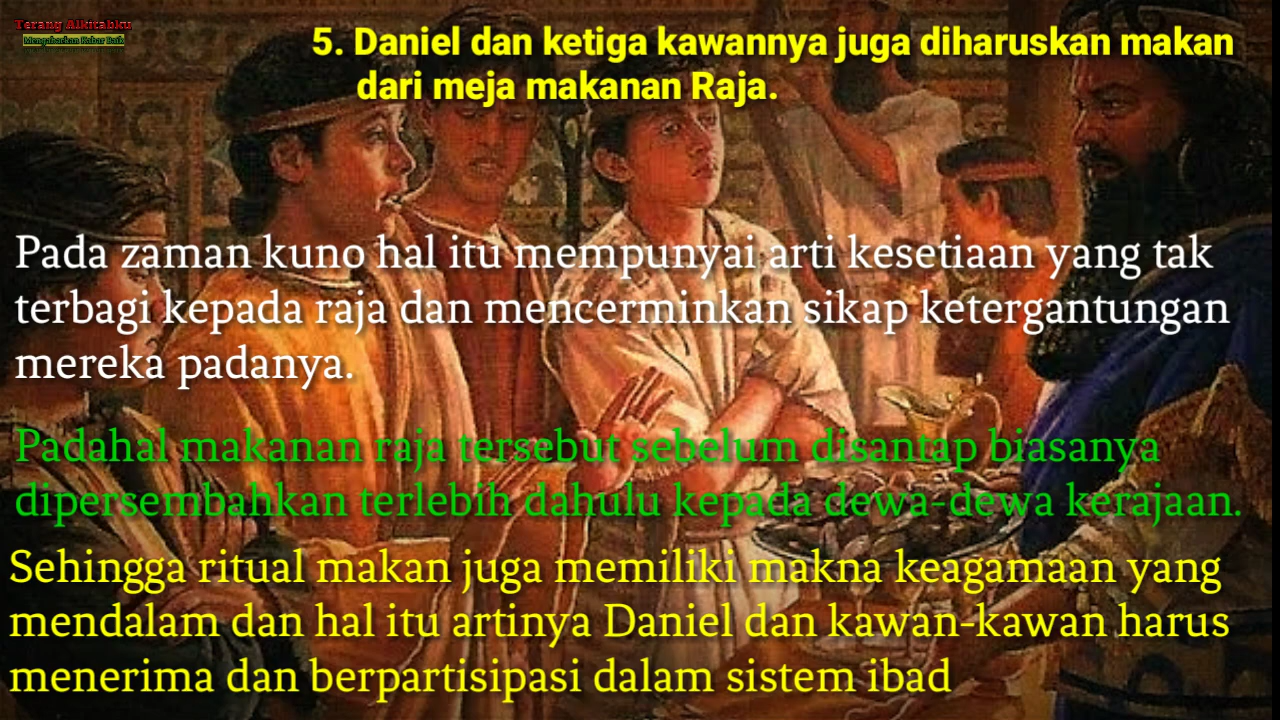 Terang Alkitabku
Mengabarkan Kabar Baik
5. Daniel dan ketiga kawannya juga diharuskan makan
dari meja makanan Raja.
Pada zaman kuno hal itu mempunyai arti kesetiaan yang tak
terbagi kepada raja dan mencerminkan sikap ketergantungan
mereka padanya.
Padahal makanan raja tersebut sebelum disantap biasanya
dipersembahkan terlebih dahulu kepada dewa-dewa kerajaan.
Sehingga ritual makan juga memiliki makna keagamaan yang
mendalam dan hal itu artinya Daniel dan kawan-kawan harus
menerima dan berpartisipasi dalam sistem ibad